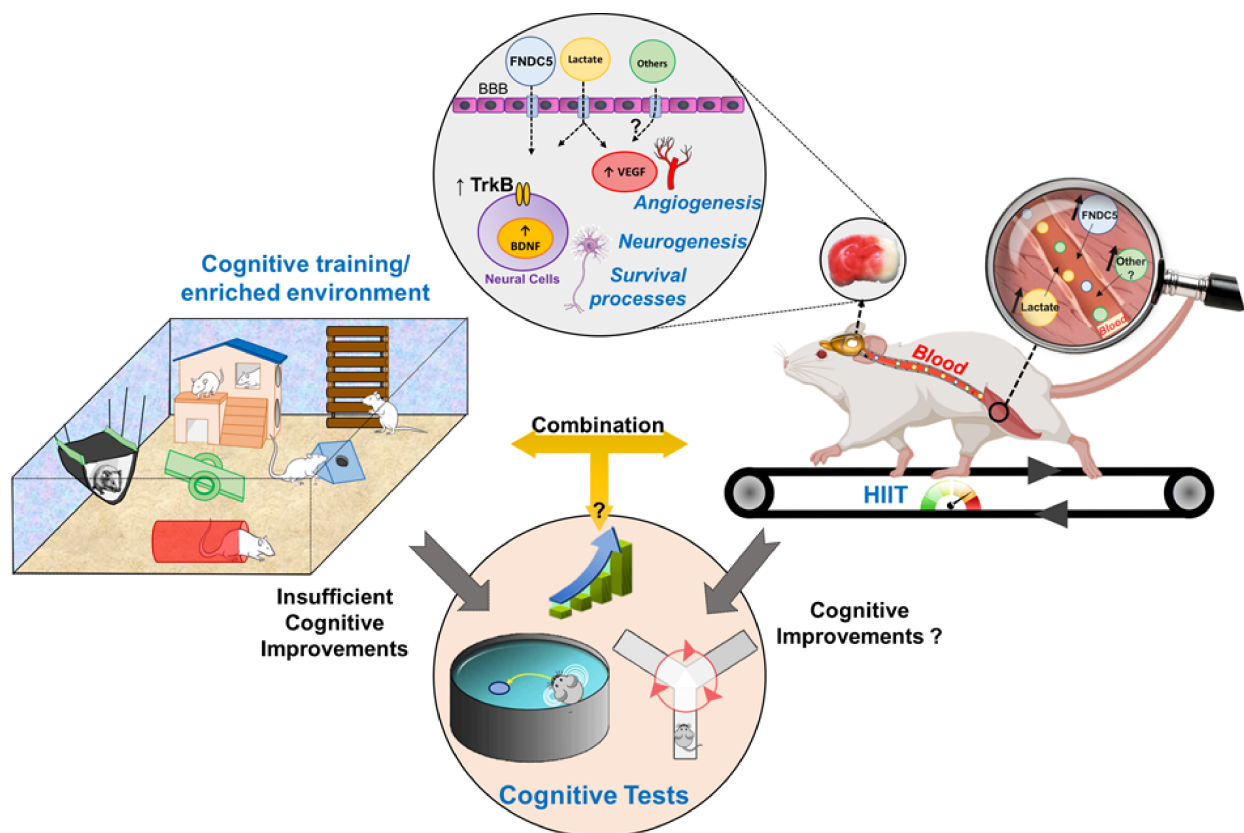 FNDC5
Lactate
Others
BBB
?
↑ TrkB
↑ VEGF
Angiogenesis
↑
BDNF
Neurogenesis
Neural Cells
Survival
processes
Cognitive training/
enriched environment
FNDC5
Other
?
Lactate
Blood
Blood
HIIT
Combination
?
Insufficient
Cognitive
Improvements
Cognitive
Improvements ?
Cognitive Tests